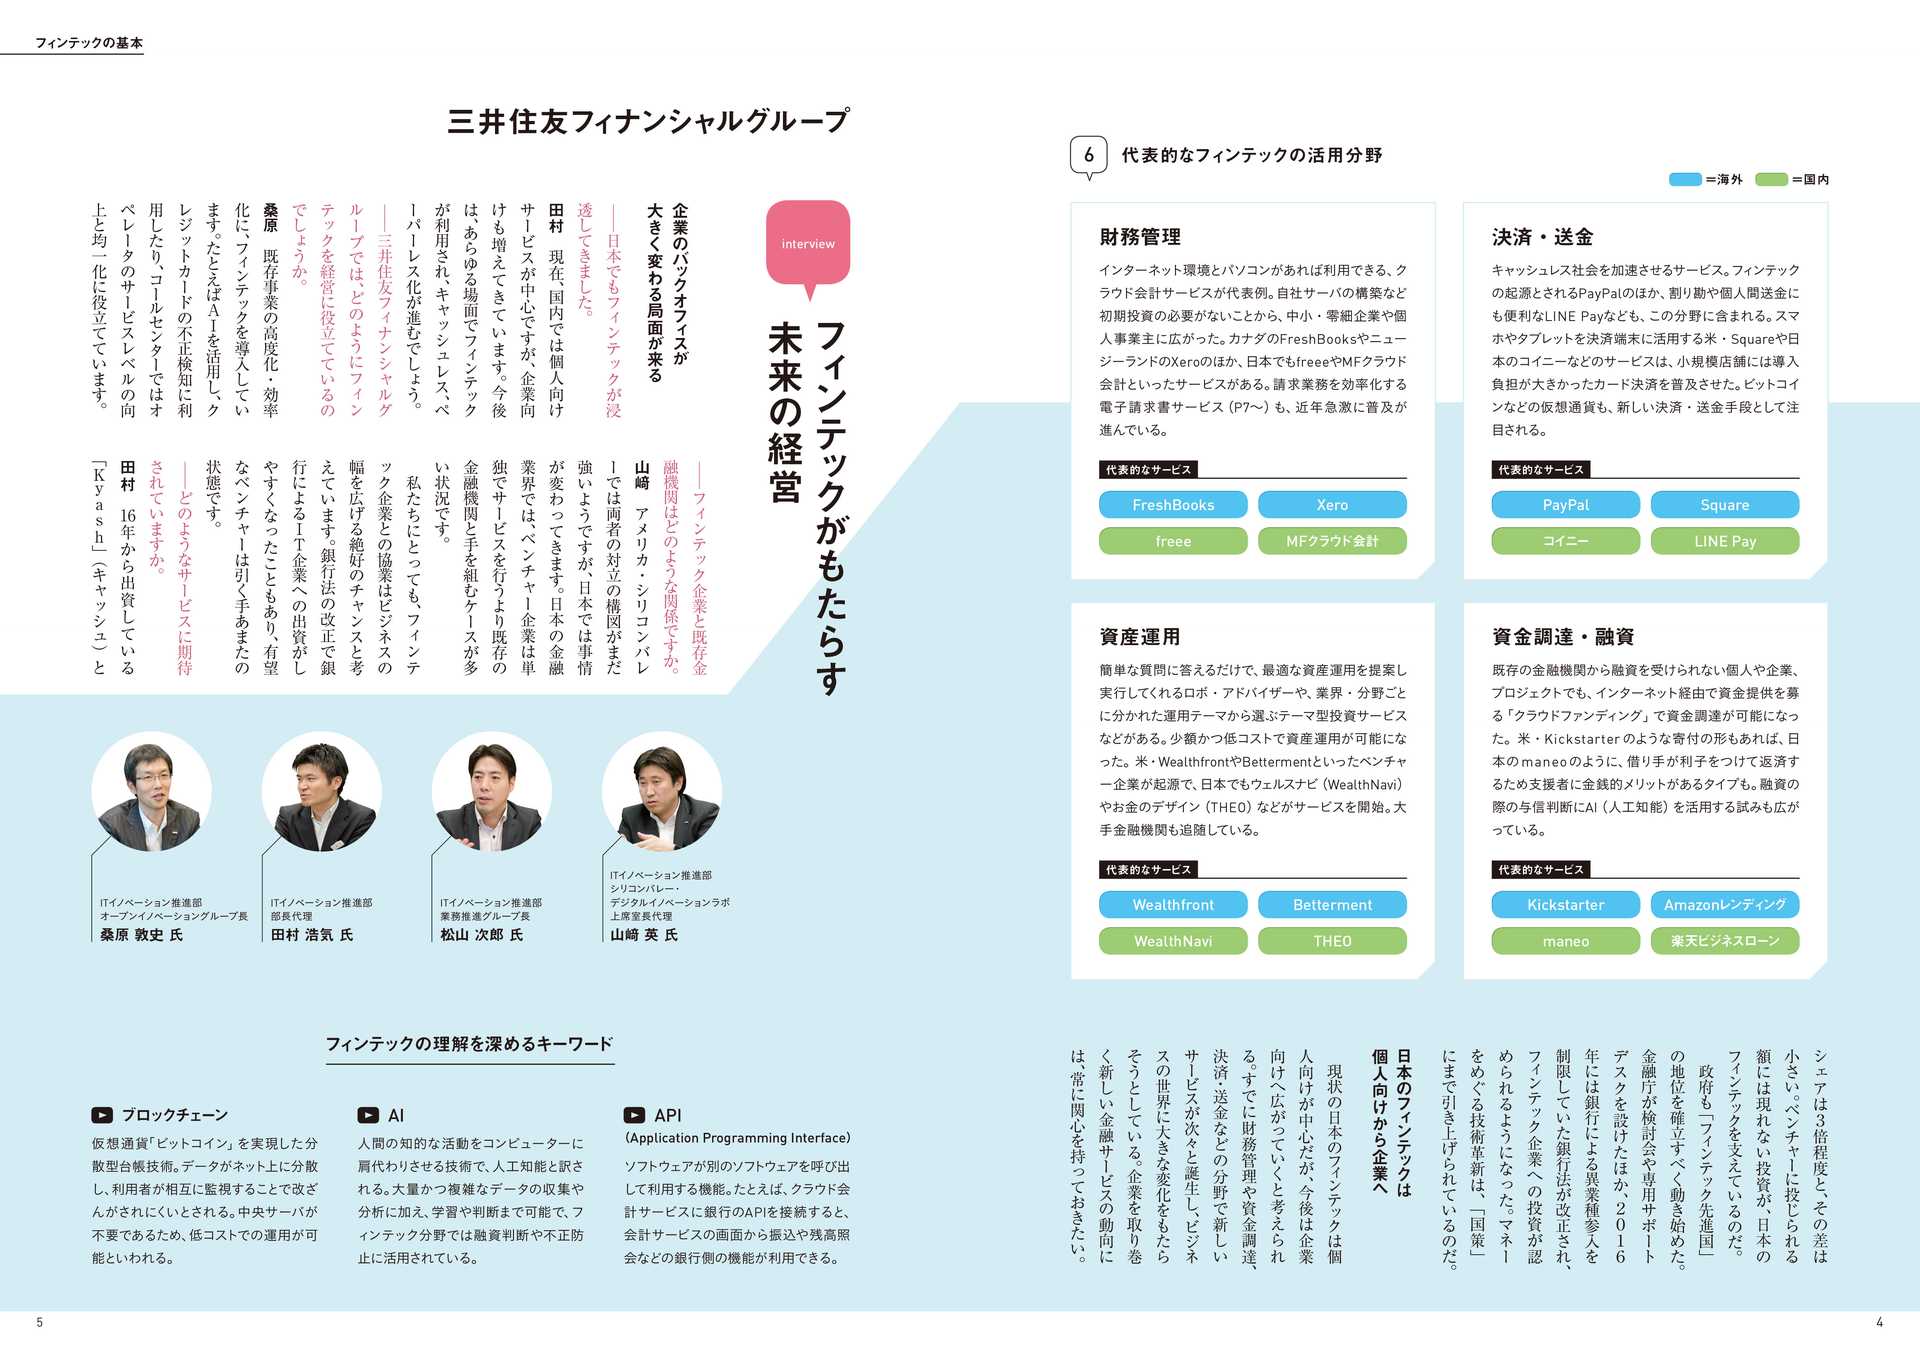 フィンテックの基本
6
代表的なフィンテックの活用分野
＝海外
＝国内
決済・送金
キャッシュレス社会を加速させるサービス。フィンテック
の起源とされるPayPalのほか、割り勘や個人間送金に
も便利なLINE Payなども、この分野に含まれる。スマ
ホやタブレットを決済端末に活用する米・Squareや日
本のコイニーなどのサービスは、小規模店舗には導入
負担が大きかったカード決済を普及させた。ビットコイ
ンなどの仮想通貨も、新しい決済・送金手段として注
目される。
代表的なサービス
PayPal
Square
コイニー
LINE Pay
財務管理
インターネット環境とパソコンがあれば利用できる、ク
ラウド会計サービスが代表例。自社サーバの構築など
初期投資の必要がないことから、中小・零細企業や個
人事業主に広がった。カナダのFreshBooksやニュー
ジーランドのXeroのほか、日本でもfreeeやMFクラウド
会計といったサービスがある。請求業務を効率化する
電子請求書サービス（P7〜）も、近年急激に普及が
進んでいる。
代表的なサービス
FreshBooks
Xero
freee
MFクラウド会計
資金調達・融資
既存の金融機関から融資を受けられない個人や企業、
プロジェクトでも、インターネット経由で資金提供を募
る「クラウドファンディング」で資金調達が可能になっ
た。米・Kickstarterのような寄付の形もあれば、日
本のmaneoのように、借り手が利子をつけて返済す
るため支援者に金銭的メリットがあるタイプも。融資の
際の与信判断にAI（人工知能）を活用する試みも広が
っている。
代表的なサービス
Kickstarter
Amazonレンディング
maneo
楽天ビジネスローン
資産運用
簡単な質問に答えるだけで、最適な資産運用を提案し
実行してくれるロボ・アドバイザーや、業界・分野ごと
に分かれた運用テーマから選ぶテーマ型投資サービス
などがある。少額かつ低コストで資産運用が可能にな
った。米・WealthfrontやBettermentといったベンチャ
ー企業が起源で、日本でもウェルスナビ（WealthNavi）
やお金のデザイン（THEO）などがサービスを開始。大
手金融機関も追随している。
代表的なサービス
Wealthfront
Betterment
WealthNavi
THEO
シェアは3倍程度と、その差は
小さい。ベンチャーに投じられる
額には現れない投資が、日本の
フィンテックを支えているのだ。
政府も「フィンテック先進国」
の地位を確立すべく動き始めた。
金融庁が検討会や専用サポート
デスクを設けたほか、2016
年には銀行による異業種参入を
制限していた銀行法が改正され、
フィンテック企業への投資が認
められるようになった。マネー
をめぐる技術革新は、「国策」
にまで引き上げられているのだ。
日本のフィンテックは
個人向けから企業へ
現状の日本のフィンテックは個
人向けが中心だが、今後は企業
向けへ広がっていくと考えられ
る。すでに財務管理や資金調達、
決済・送金などの分野で新しい
サービスが次々と誕生し、ビジネ
スの世界に大きな変化をもたら
そうとしている。企業を取り巻
く新しい金融サービスの動向に
は、常に関心を持っておきたい。
4
三井住友フィナンシャルグループ
interview
フィンテックがもたらす
未来の経営
企業のバックオフィスが
大きく変わる局面が来る
――日本でもフィンテックが浸
透してきました。
田村　現在、国内では個人向け
サービスが中心ですが、企業向
けも増えてきています。今後
は、あらゆる場面でフィンテック
が利用され、キャッシュレス、ペ
ーパーレス化が進むでしょう。
――三井住友フィナンシャルグ
ループでは、どのようにフィン
テックを経営に役立てているの
でしょうか。
桑原　既存事業の高度化・効率
化に、フィンテックを導入してい
ます。たとえばAIを活用し、ク
レジットカードの不正検知に利
用したり、コールセンターではオ
ペレータのサービスレベルの向
上と均一化に役立てています。
――フィンテック企業と既存金
融機関はどのような関係ですか。
山﨑　アメリカ・シリコンバレ
ーでは両者の対立の構図がまだ
強いようですが、日本では事情
が変わってきます。日本の金融
業界では、ベンチャー企業は単
独でサービスを行うより既存の
金融機関と手を組むケースが多
い状況です。
私たちにとっても、フィンテ
ック企業との協業はビジネスの
幅を広げる絶好のチャンスと考
えています。銀行法の改正で銀
行によるIT企業への出資がし
やすくなったこともあり、有望
なベンチャーは引く手あまたの
状態です。
――どのようなサービスに期待
されていますか。
田村　16年から出資している
「Kyash」（キャッシュ）と
ITイノベーション推進部
オープンイノベーショングループ長
桑原 敦史 氏
ITイノベーション推進部
部長代理
田村 浩気 氏
ITイノベーション推進部
業務推進グループ長
松山 次郎 氏
ITイノベーション推進部
シリコンバレー・
デジタルイノベーションラボ
上席室長代理
山﨑 英 氏
フィンテックの理解を深めるキーワード
ブロックチェーン
仮想通貨「ビットコイン」を実現した分
散型台帳技術。データがネット上に分散
し、利用者が相互に監視することで改ざ
んがされにくいとされる。中央サーバが
不要であるため、低コストでの運用が可
能といわれる。
AI
人間の知的な活動をコンピューターに
肩代わりさせる技術で、人工知能と訳さ
れる。大量かつ複雑なデータの収集や
分析に加え、学習や判断まで可能で、フ
ィンテック分野では融資判断や不正防
止に活用されている。
API
(Application Programming Interface)
ソフトウェアが別のソフトウェアを呼び出
して利用する機能。たとえば、クラウド会
計サービスに銀行のAPIを接続すると、
会計サービスの画面から振込や残高照
会などの銀行側の機能が利用できる。
5